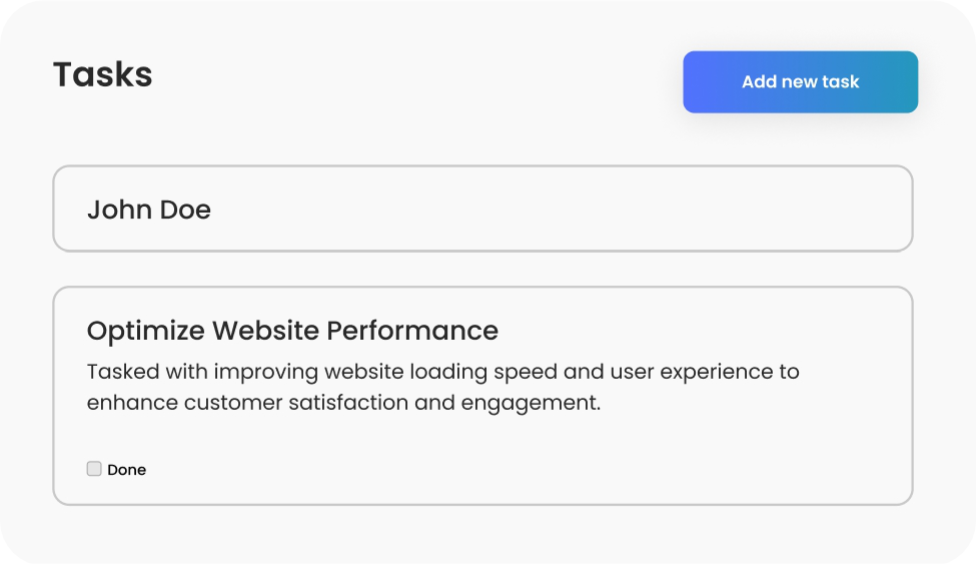 Tasks
Add new task
John Doe
Optimize Website Performance
Tasked with improving website loading speed and user experience to
enhance customer satisfaction and engagement.
Done